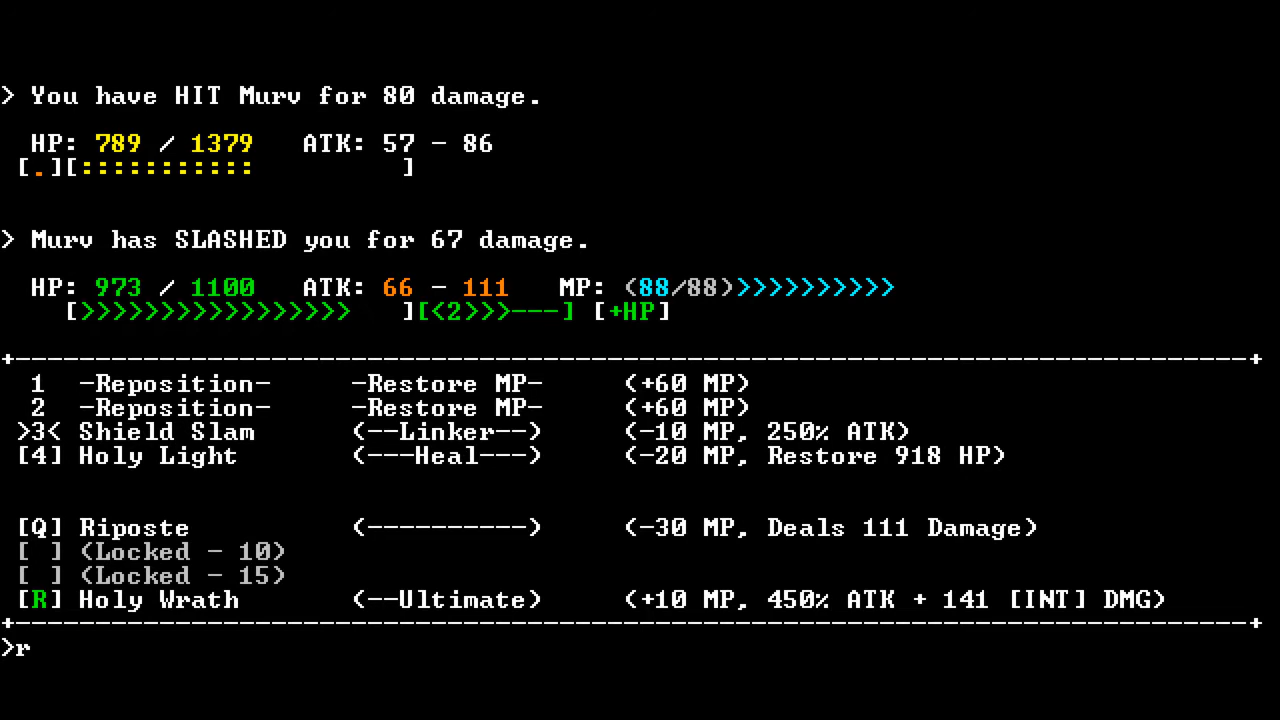 > You have HIT Murv for 80 damage.
HP: 789 / 1379   ATK: 57 - 86
[.][:::::::::::          ]
> Murv has SLASHED you for 67 damage.
HP: 973 / 1100   ATK: 66 - 111   MP: (88/88)>>>>>>>>>>
[>>>>>>>>>>>>>>>>>   ][<2>>>---] [+HP]
+------------------------------------------------------------------------------+
1  -Reposition-     -Restore MP-     (+60 MP)
2  -Reposition-     -Restore MP-     (+60 MP)
>3< Shield Slam      (--Linker--)     (-10 MP, 250% ATK)
[4] Holy Light       (---Heal---)     (-20 MP, Restore 918 HP)
[Q] Riposte          (----------)     (-30 MP, Deals 111 Damage)
[ ] (Locked - 10)
[ ] (Locked - 15)
[R] Holy Wrath       (--Ultimate)     (+10 MP, 450% ATK + 141 [INT] DMG)
+------------------------------------------------------------------------------+
>r